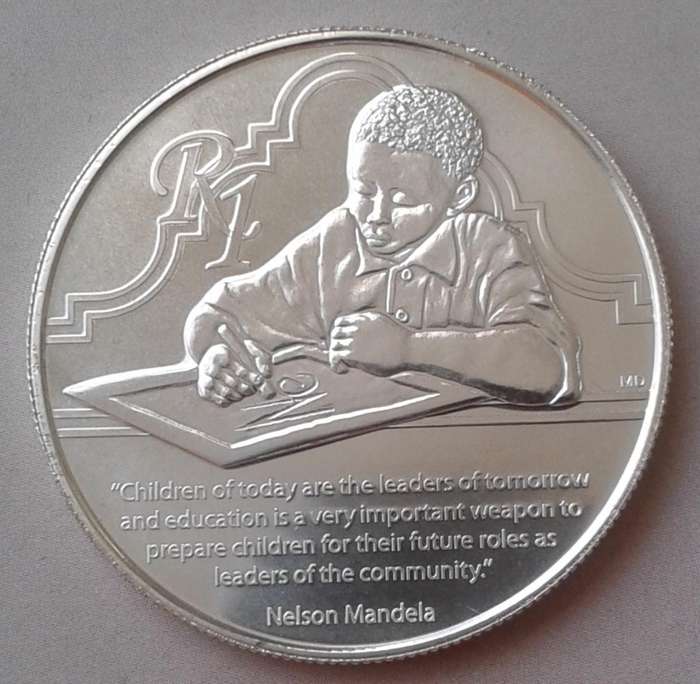 R1
MD
No
"Children of today are the leaders of tomorrow
and education is a very important weapon to
prepare children for their future roles as
leaders of the community."
Nelson Mandela